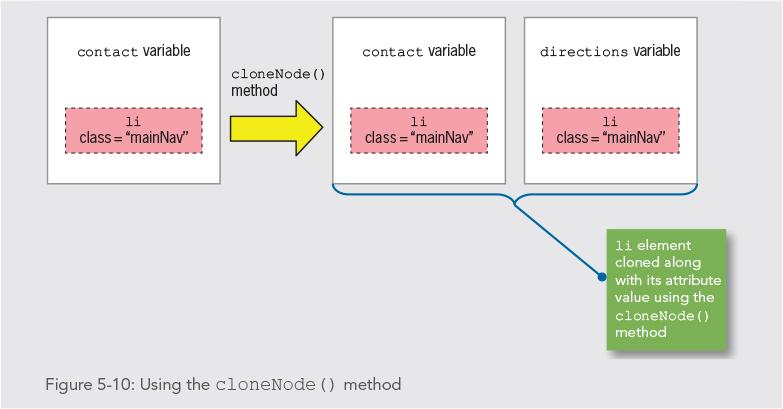 contact variable
li
class = “mainNav”
cloneNode()
method
contact variable
li
class = “mainNav”
directions variable
li
class = “mainNav”
li element
cloned along
with its attribute
value using the
cloneNode()
method
Figure 5-10: Using the cloneNode() method